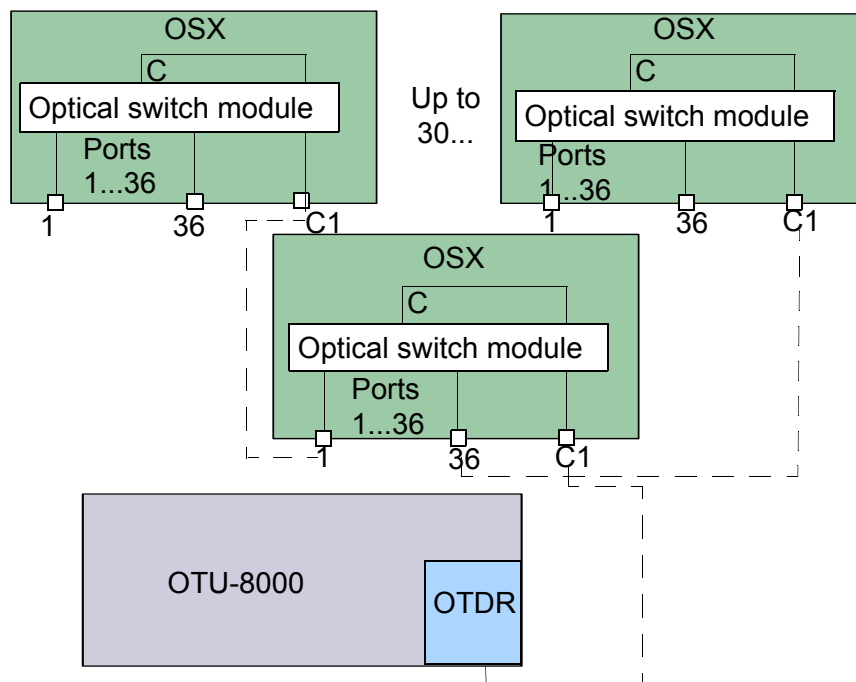 OSX
C
Optical switch module
Ports
1...36
1
36
C1
Up to
30...
OSX
C
Optical switch module
Ports
1...36
1
36
C1
OSX
C
Optical switch module
Ports
1...36
1
36
C1
OTU-8000
OTDR